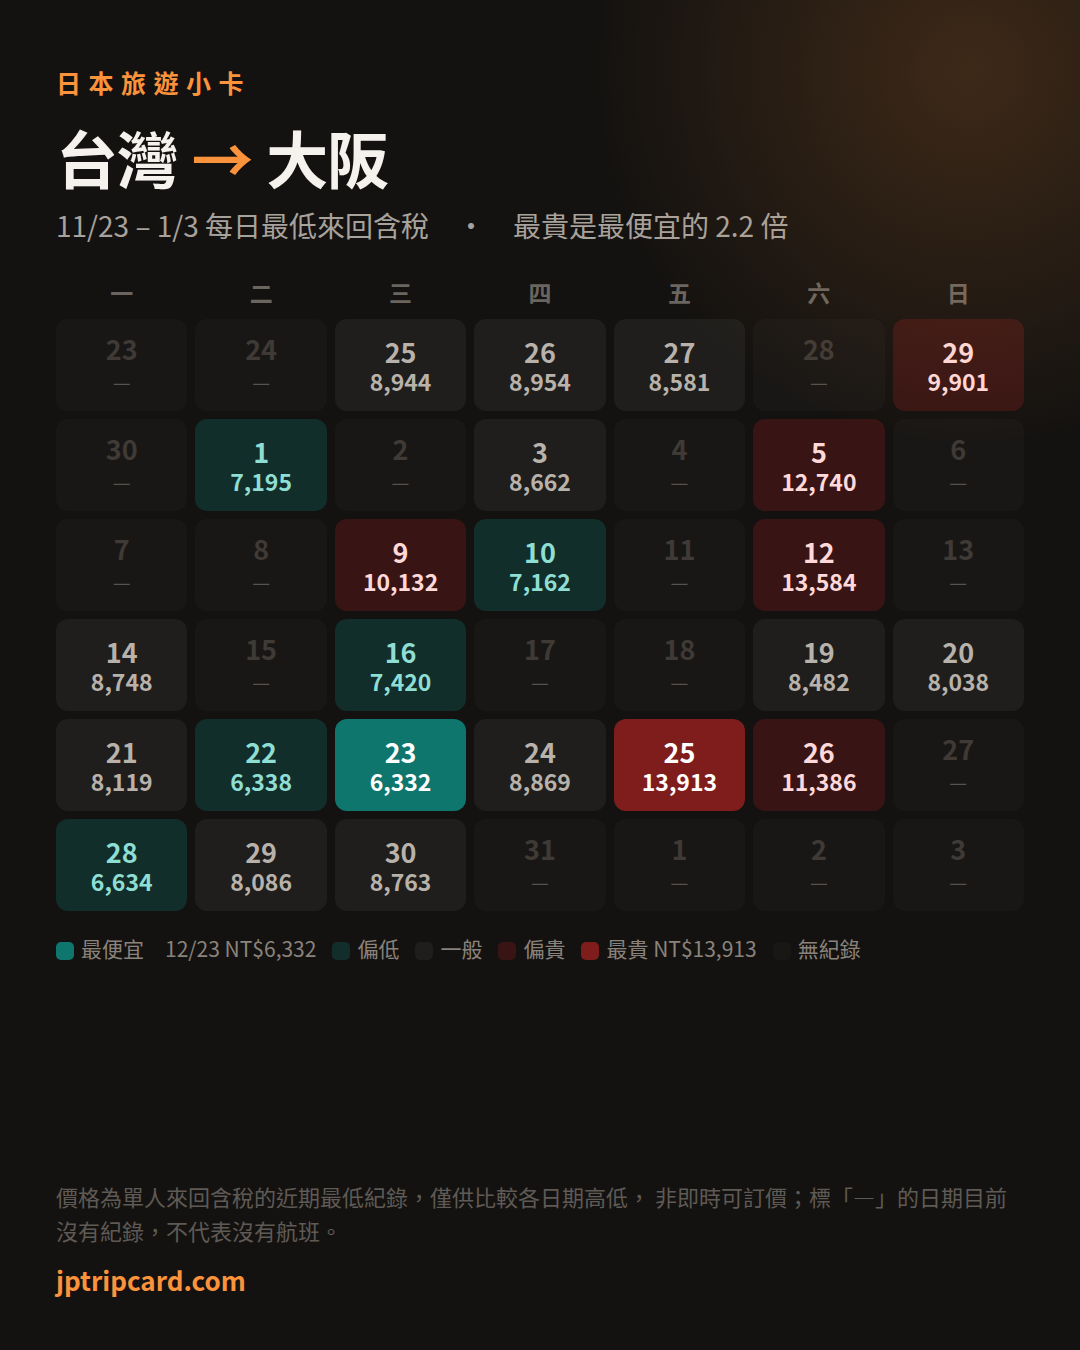 日本旅遊小卡
台灣 → 大阪
11/23 – 1/3 每日最低來回含稅 ・ 最貴是最便宜的 2.2 倍
一 二 三 四 五 六 日
23 24 25 26 27 28 29
— — 8,944 8,954 8,581 — 9,901
30 1 2 3 4 5 6
— 7,195 — 8,662 — 12,740 —
7 8 9 10 11 12 13
— — 10,132 7,162 — 13,584 —
14 15 16 17 18 19 20
8,748 — 7,420 — — 8,482 8,038
21 22 23 24 25 26 27
8,119 6,338 6,332 8,869 13,913 11,386 —
28 29 30 31 1 2 3
6,634 8,086 8,763 — — — —
最便宜 12/23 NT$6,332 偏低 一般 偏貴 最貴 NT$13,913 無紀錄
價格為單人來回含稅的近期最低紀錄，僅供比較各日期高低， 非即時可訂價；標「—」的日期目前
沒有紀錄，不代表沒有航班。
jptripcard.com